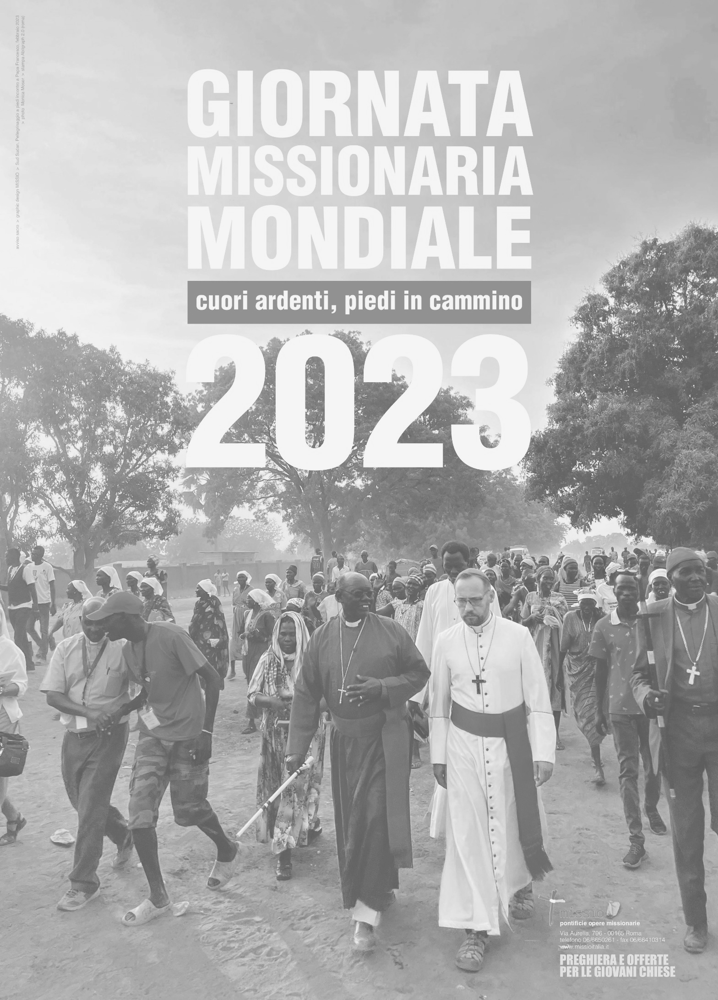 avviso sacro > graphic design MISSIO > Sud Sudan. Pellegrinaggio a piedi incontro a Papa Francesco, febbraio 2023
> photo Monica Moser > stampa Abilgraph 2.0 (roma)
GIORNATA
MISSIONARIA
MONDIALE
cuori ardenti, piedi in cammino
2023
missio
pontificie opere missionarie
Via Aurelia, 796 - 00165 Roma
telefono 06/6650261 - fax 06/66410314
www.missioitalia.it
PREGHIERA E OFFERTE
PER LE GIOVANI CHIESE